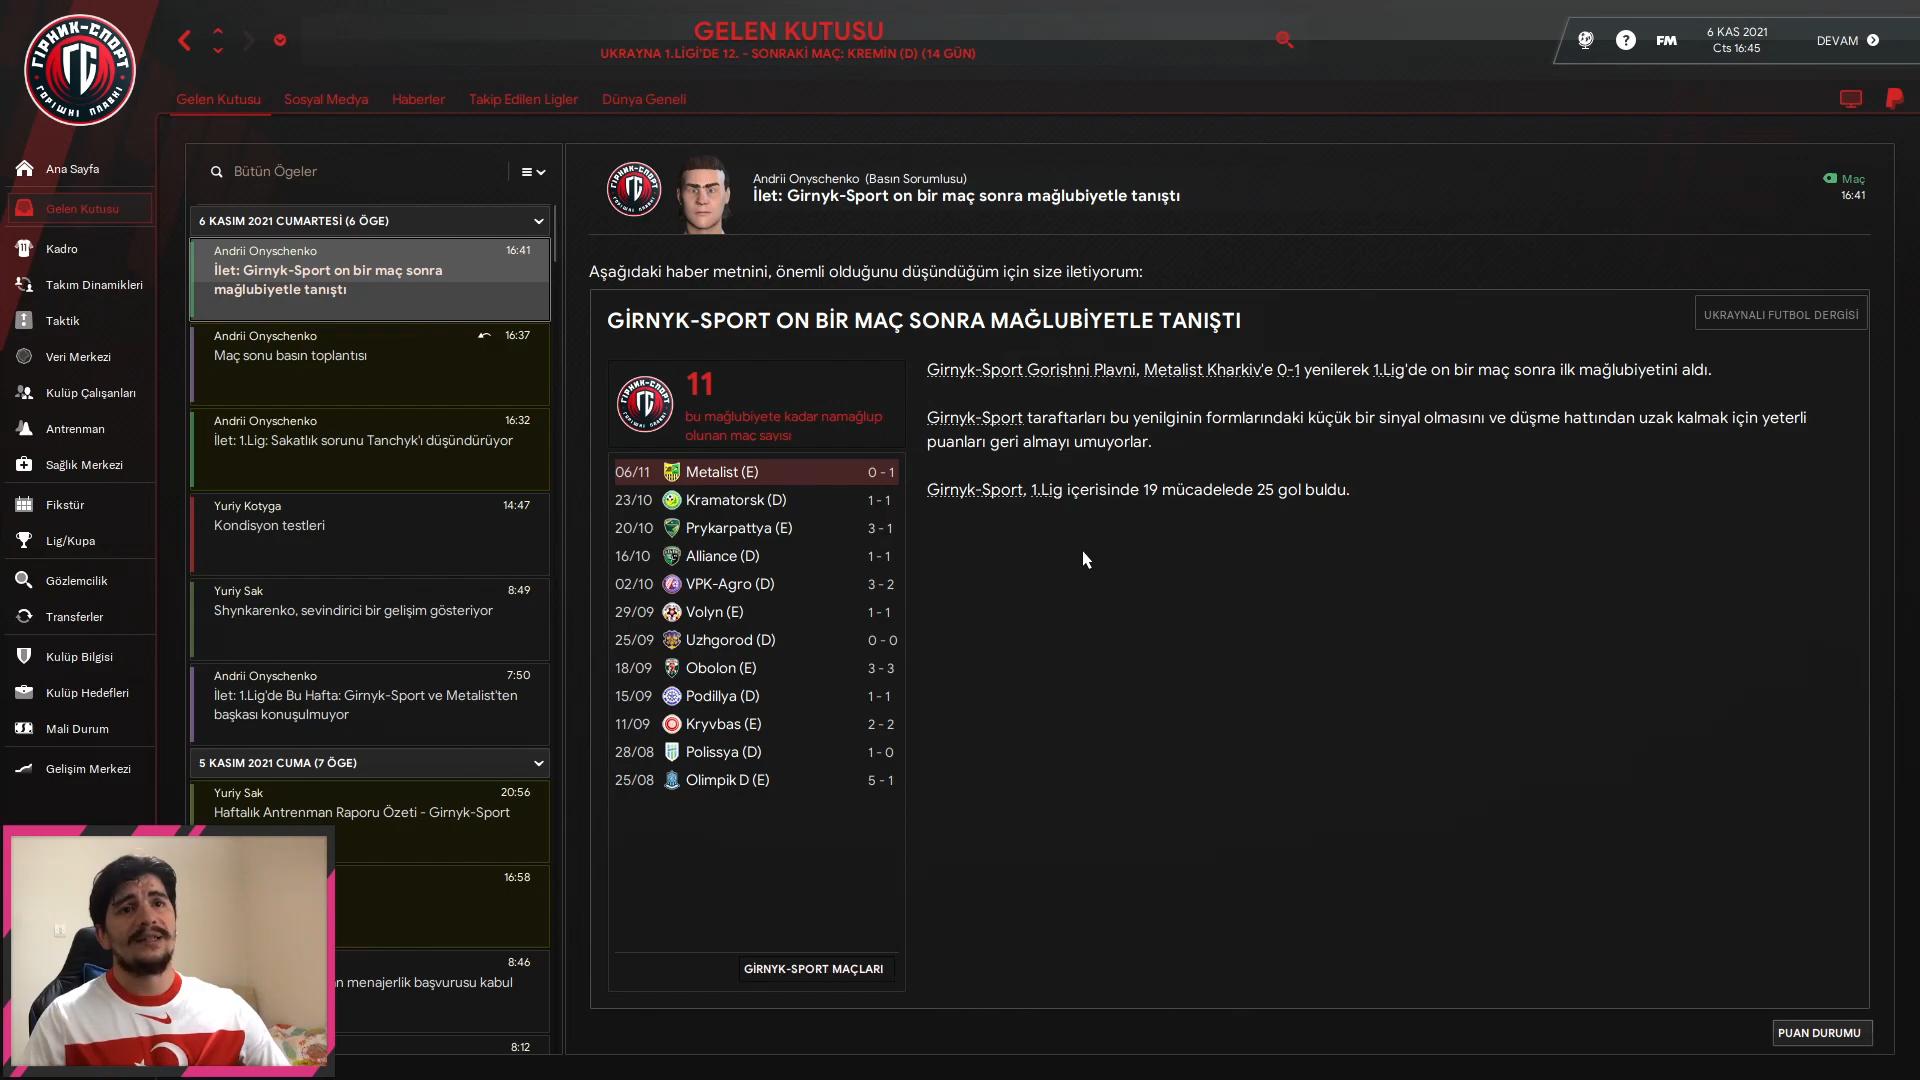 ГІРНИК-СПОРТ
ГОРІШНІ ПЛАВНІ
GELEN KUTUSU
UKRAYNA 1.LİGİ'DE 12. - SONRAKİ MAÇ: KREMİN (D) (14 GÜN)
FM
6 KAS 2021
Cts 16:45
DEVAM
Gelen Kutusu
Sosyal Medya
Haberler
Takip Edilen Ligler
Dünya Geneli
Ana Sayfa
Gelen Kutusu
Kadro
Takım Dinamikleri
Taktik
Veri Merkezi
Kulüp Çalışanları
Antrenman
Sağlık Merkezi
Fikstür
Lig/Kupa
Gözlemcilik
Transferler
Kulüp Bilgisi
Kulüp Hedefleri
Mali Durum
Gelişim Merkezi
Bütün Ögeler
6 KASIM 2021 CUMARTESİ (6 ÖGE)
Andrii Onyschenko 16:41
İlet: Girnyk-Sport on bir maç sonra
mağlubiyetle tanıştı
Andrii Onyschenko 16:37
Maç sonu basın toplantısı
Andrii Onyschenko 16:32
İlet: 1.Lig: Sakatlık sorunu Tanchyk'ı düşündürüyor
Yuriy Kotyga 14:47
Kondisyon testleri
Yuriy Sak 8:49
Shynkarenko, sevindirici bir gelişim gösteriyor
Andrii Onyschenko 7:50
İlet: 1.Lig'de Bu Hafta: Girnyk-Sport ve Metalist'ten
başkası konuşulmuyor
5 KASIM 2021 CUMA (7 ÖGE)
Yuriy Sak 20:56
Haftalık Antrenman Raporu Özeti - Girnyk-Sport
16:58
8:46
n menajerlik başvurusu kabul
8:12
Andrii Onyschenko (Basın Sorumlusu)
İlet: Girnyk-Sport on bir maç sonra mağlubiyetle tanıştı
Maç
16:41
Aşağıdaki haber metnini, önemli olduğunu düşündüğüm için size iletiyorum:
GİRNYK-SPORT ON BİR MAÇ SONRA MAĞLUBİYETLE TANIŞTI
UKRAYNALI FUTBOL DERGİSİ
11
bu mağlubiyete kadar namağlup
olunan maç sayısı
06/11 Metalist (E) 0 - 1
23/10 Kramatorsk (D) 1 - 1
20/10 Prykarpattya (E) 3 - 1
16/10 Alliance (D) 1 - 1
02/10 VPK-Agro (D) 3 - 2
29/09 Volyn (E) 1 - 1
25/09 Uzhgorod (D) 0 - 0
18/09 Obolon (E) 3 - 3
15/09 Podillya (D) 1 - 1
11/09 Kryvbas (E) 2 - 2
28/08 Polissya (D) 1 - 0
25/08 Olimpik D (E) 5 - 1
GİRNYK-SPORT MAÇLARI
Girnyk-Sport Gorishni Plavni, Metalist Kharkiv'e 0-1 yenilerek 1.Lig'de on bir maç sonra ilk mağlubiyetini aldı.
Girnyk-Sport taraftarları bu yenilginin formlarındaki küçük bir sinyal olmasını ve düşme hattından uzak kalmak için yeterli
puanları geri almayı umuyorlar.
Girnyk-Sport, 1.Lig içerisinde 19 mücadelede 25 gol buldu.
PUAN DURUMU